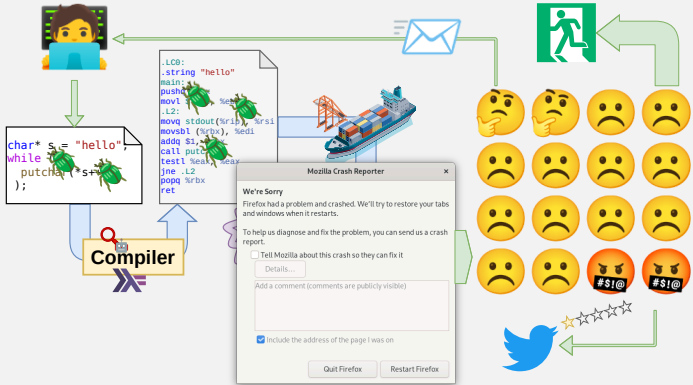 .LC0:
.string "hello"
main:
pushq
movl %e
.L2:
movq stdout(%rip), %rsi
movsbl (%rbx), %edi
addq $1,
call putc
testl %eax, %eax
jne .L2
popq %rbx
ret
char* s = "hello";
while
putcha (*s+
);
Compiler
Mozilla Crash Reporter
×
We're Sorry
Firefox had a problem and crashed. We'll try to restore your tabs
and windows when it restarts.
To help us diagnose and fix the problem, you can send us a crash
report.
Tell Mozilla about this crash so they can fix it
Details...
Add a comment (comments are publicly visible)
Include the address of the page I was on
Quit Firefox
Restart Firefox
#$!@
#$!@